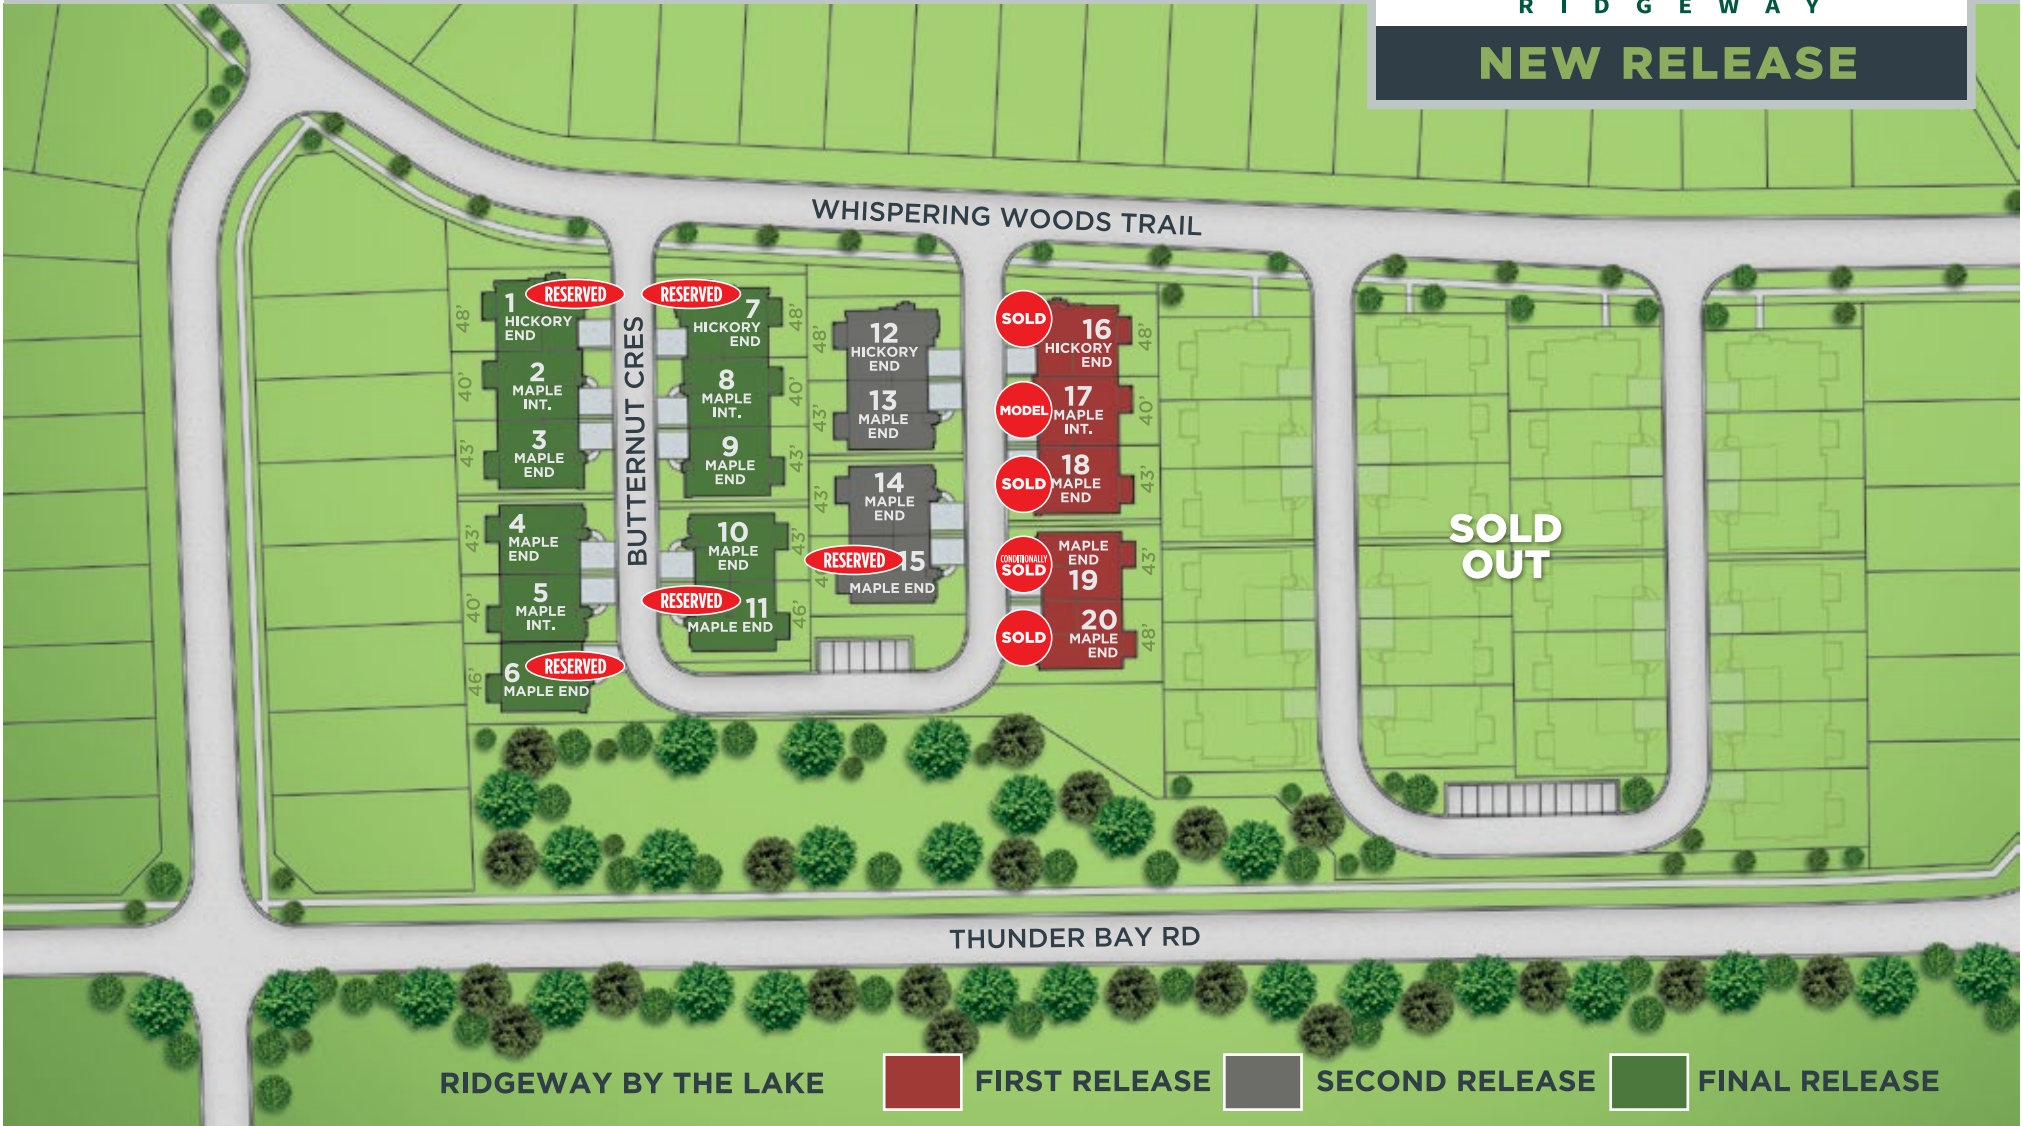 RIDGEWAY
NEW RELEASE
WHISPERING WOODS TRAIL
BUTTERNUT CRES
1
HICKORY
END
RESERVED
48'
2
MAPLE
INT.
40'
3
MAPLE
END
43'
4
MAPLE
END
43'
5
MAPLE
INT.
40'
6
MAPLE END
RESERVED
46'
RESERVED
7
HICKORY
END
48'
8
MAPLE
INT.
40'
9
MAPLE
END
43'
10
MAPLE
END
43'
RESERVED
11
MAPLE END
46'
12
HICKORY
END
48'
13
MAPLE
END
43'
14
MAPLE
END
43'
RESERVED
15
MAPLE END
SOLD
16
HICKORY
END
48'
MODEL
17
MAPLE
INT.
40'
SOLD
18
MAPLE
END
43'
CONDITIONALLY
SOLD
MAPLE
END
19
43'
SOLD
20
MAPLE
END
48'
SOLD
OUT
THUNDER BAY RD
RIDGEWAY BY THE LAKE
FIRST RELEASE
SECOND RELEASE
FINAL RELEASE